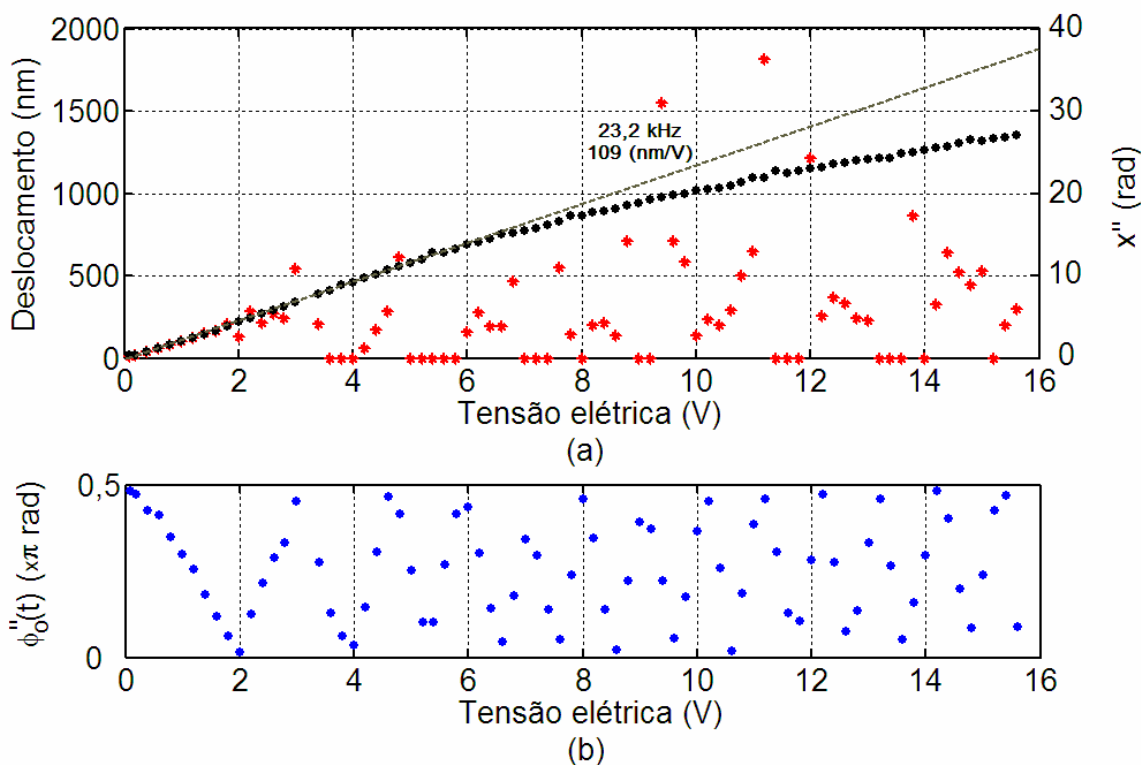 2000
1500
1000
500
0
Deslocamento (nm)
40
30
20
10
0
x" (rad)
23,2 kHz
109 (nm/V)
0 2 4 6 8 10 12 14 16
Tensão elétrica (V)
(a)
0,5
0
ϕ₀"(t) (xπ rad)
0 2 4 6 8 10 12 14 16
Tensão elétrica (V)
(b)